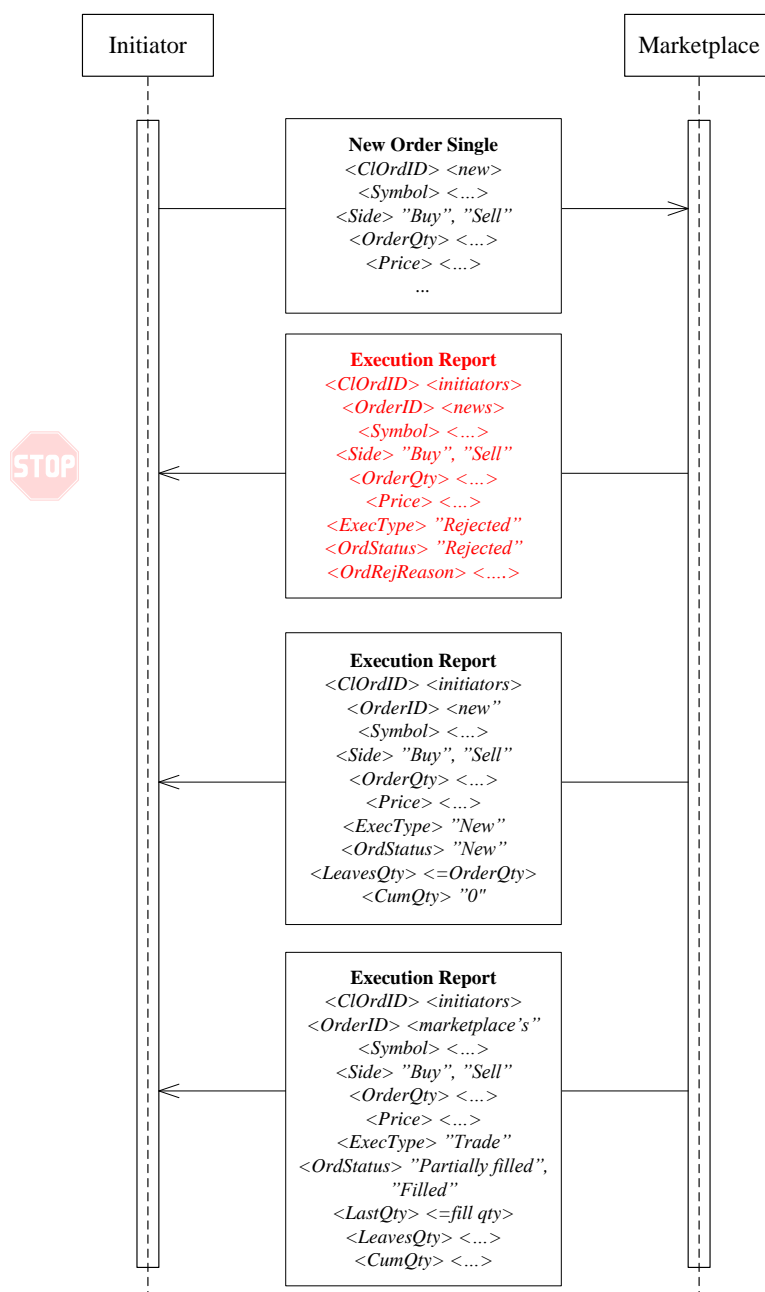 Initiator
Marketplace
New Order Single
<ClOrdID> <new>
<Symbol> <...>
<Side> ”Buy”, ”Sell”
<OrderQty> <...>
<Price> <...>
...
Execution Report
<ClOrdID> <initiators>
<OrderID> <news>
<Symbol> <...>
<Side> ”Buy”, ”Sell”
<OrderQty> <...>
<Price> <...>
<ExecType> ”Rejected”
<OrdStatus> ”Rejected”
<OrdRejReason> <....>
STOP
Execution Report
<ClOrdID> <initiators>
<OrderID> <new”
<Symbol> <...>
<Side> ”Buy”, ”Sell”
<OrderQty> <...>
<Price> <...>
<ExecType> ”New”
<OrdStatus> ”New”
<LeavesQty> <=OrderQty>
<CumQty> ”0"
Execution Report
<ClOrdID> <initiators>
<OrderID> <marketplace’s”
<Symbol> <...>
<Side> ”Buy”, ”Sell”
<OrderQty> <...>
<Price> <...>
<ExecType> ”Trade”
<OrdStatus> ”Partially filled”,
”Filled”
<LastQty> <=fill qty>
<LeavesQty> <...>
<CumQty> <...>